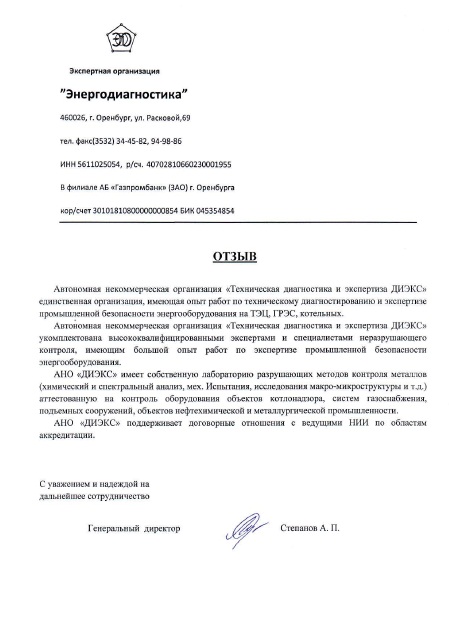 ЭД
Экспертная организация
"Энергодиагностика"
460026, г. Оренбург, ул. Расковой,69
тел. факс(3532) 34-45-82, 94-98-86
ИНН 5611025054, р/сч. 40702810660230001955
В филиале АБ «Газпромбанк» (ЗАО) г. Оренбурга
кор/счет 30101810800000000854 БИК 045354854
ОТЗЫВ
Автономная некоммерческая организация «Техническая диагностика и экспертиза ДИЭКС»
единственная организация, имеющая опыт работ по техническому диагностированию и экспертизе
промышленной безопасности энергооборудования на ТЭЦ, ГРЭС, котельных.
Автономная некоммерческая организация «Техническая диагностика и экспертиза ДИЭКС»
укомплектована высококвалифицированными экспертами и специалистами неразрушающего
контроля, имеющим большой опыт работ по экспертизе промышленной безопасности
энергооборудования.
АНО «ДИЭКС» имеет собственную лабораторию разрушающих методов контроля металлов
(химический и спектральный анализ, мех. Испытания, исследования макро-микроструктуры и т.д.)
аттестованную на контроль оборудования объектов котлонадзора, систем газоснабжения,
подъемных сооружений, объектов нефтехимической и металлургической промышленности.
АНО «ДИЭКС» поддерживает договорные отношения с ведущими НИИ по областям
аккредитации.
С уважением и надеждой на
дальнейшее сотрудничество
Генеральный директор Степанов А. П.